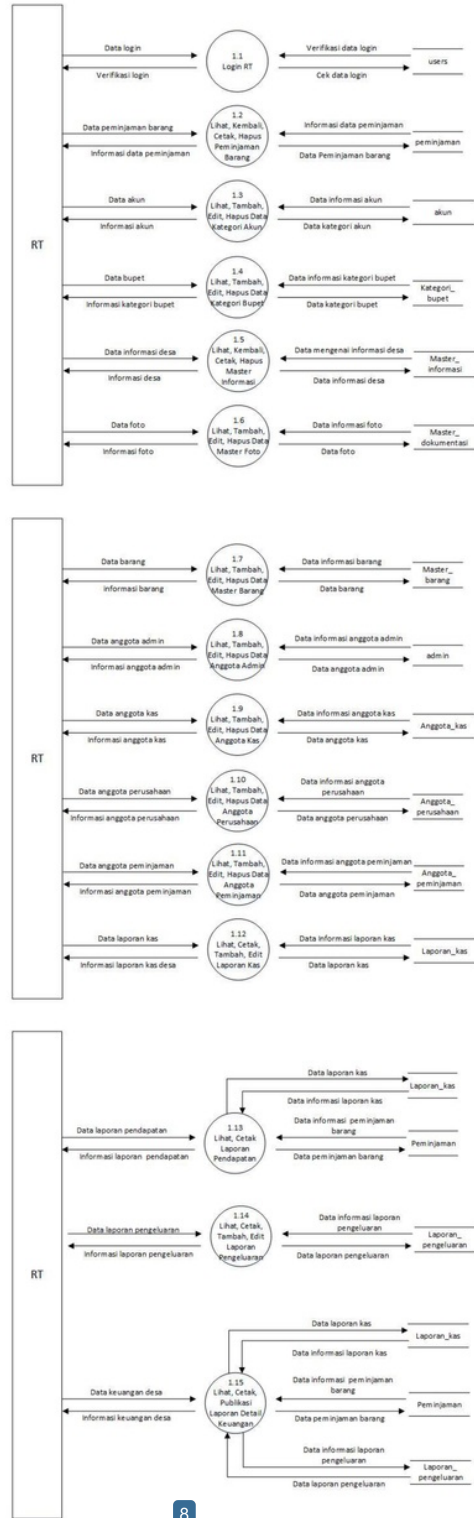 Data login
Verifikasi login
1.1
Login RT
Verifikasi data login
Cek data login
users
Data peminjaman barang
Informasi data peminjaman
1.2
Lihat, Kembali,
Cetak, Hapus
Peminjaman
Barang
Informasi data peminjaman
Data Peminjaman barang
peminjaman
Data akun
Informasi akun
1.3
Lihat, Tambah,
Edit, Hapus Data
Kategori Akun
Data informasi akun
Data kategori akun
akun
RT
Data bupet
Informasi kategori bupet
1.4
Lihat, Tambah,
Edit, Hapus Data
Kategori Bupet
Data informasi kategori bupet
Data kategori bupet
Kategori_
bupet
Data informasi desa
Informasi desa
1.5
Lihat, Kembali,
Cetak, Hapus
Master
Informasi
Data mengenai informasi desa
Data informasi desa
Master_
informasi
Data foto
Informasi foto
1.6
Lihat, Tambah,
Edit, Hapus Data
Master Foto
Data informasi foto
Data foto
Master_
dokumentasi
Data barang
informasi barang
1.7
Lihat, Tambah,
Edit, Hapus Data
Master Barang
Data informasi barang
Data barang
Master_
barang
Data anggota admin
Informasi anggota admin
1.8
Lihat, Tambah,
Edit, Hapus Data
Anggota Admin
Data informasi anggota admin
Data anggota admin
admin
Data anggota kas
Informasi anggota kas
1.9
Lihat, Tambah,
Edit, Hapus Data
Anggota Kas
Data informasi anggota kas
Data anggota kas
Anggota_kas
RT
Data anggota perusahaan
Informasi anggota perusahaan
1.10
Lihat, Tambah,
Edit, Hapus Data
Anggota
Perusahaan
Data informasi anggota
perusahaan
Data anggota perusahaan
Anggota_
perusahaan
Data anggota peminjaman
Informasi anggota peminjaman
1.11
Lihat, Tambah,
Edit, Hapus Data
Anggota
Peminjaman
Data informasi anggota peminjaman
Data anggota peminjaman
Anggota_
peminjaman
Data laporan kas
Informasi laporan kas desa
1.12
Lihat, Cetak,
Tambah, Edit
Laporan Kas
Data informasi laporan kas
Data laporan kas
Laporan_kas
Data laporan kas
Data informasi laporan kas
Laporan_kas
Data laporan pendapatan
Informasi laporan pendapatan
1.13
Lihat, Cetak
Laporan
Pendapatan
Data informasi peminjaman
barang
Data peminjaman barang
Peminjaman
Data laporan pengeluaran
Informasi laporan pengeluaran
1.14
Lihat, Cetak,
Tambah, Edit
Laporan
Pengeluaran
Data informasi laporan
pengeluaran
Data laporan pengeluaran
Laporan_
pengeluaran
RT
Data laporan kas
Data informasi laporan kas
Laporan_kas
Data keuangan desa
Informasi keuangan desa
1.15
Lihat, Cetak,
Publikasi
Laporan Detail
Keuangan
Data informasi peminjaman
barang
Data peminjaman barang
Peminjaman
Data informasi laporan
pengeluaran
Data laporan pengeluaran
Laporan_
pengeluaran
8